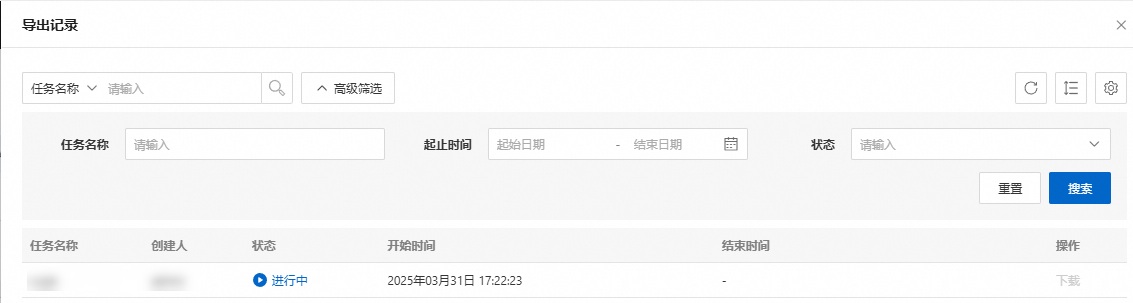 导出记录
任务名称 请输入 高级筛选
任务名称 请输入 起止时间 起始日期 - 结束日期 状态 请输入
重置 搜索
任务名称 创建人 状态 开始时间 结束时间 操作
进行中 2025年03月31日 17:22:23 - 下载